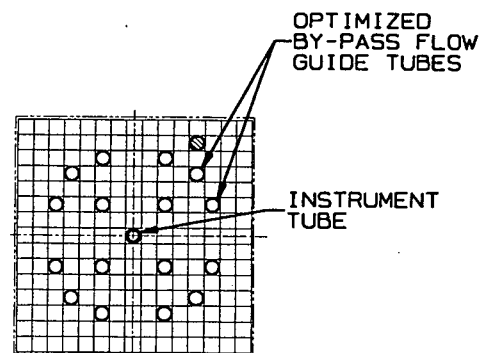 OPTIMIZED
BY-PASS FLOW
GUIDE TUBES
INSTRUMENT
TUBE